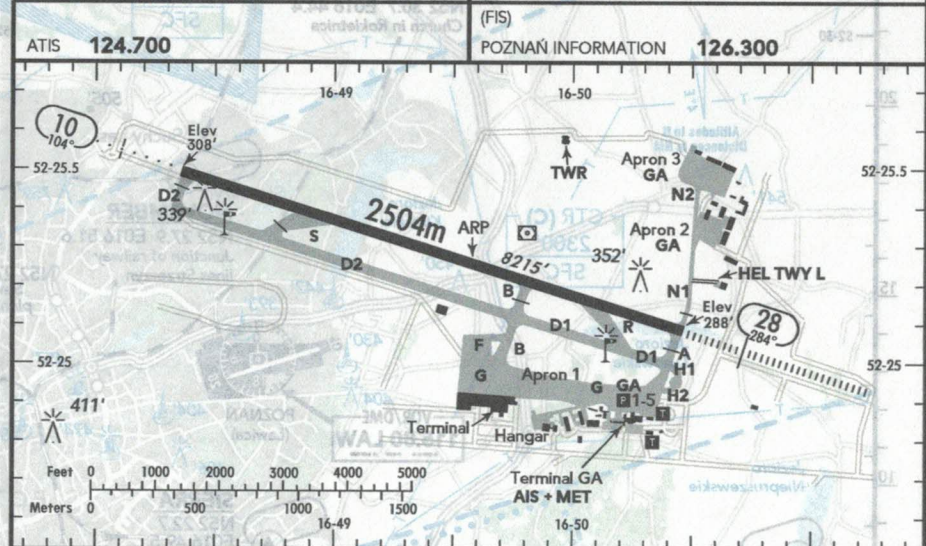 (FIS)
ATIS 124.700
POZNAŃ INFORMATION 126.300
16-49
16-50
10
104°
Elev
308'
52-25.5
52-25.5
TWR
Apron 3
GA
N2
D2
339'
S
2504m
ARP
8215'
352'
Apron 2
GA
HEL TWY L
N1
D2
B
Elev
288'
28
284°
D1
R
52-25
52-25
F
B
D1
A
H1
G
Apron 1
G
GA
P 1-5
H2
T
T
411'
Terminal
Hangar
Terminal GA
AIS + MET
Feet 0 1000 2000 3000 4000 5000
Meters 0 500 1000 1500
16-49
16-50